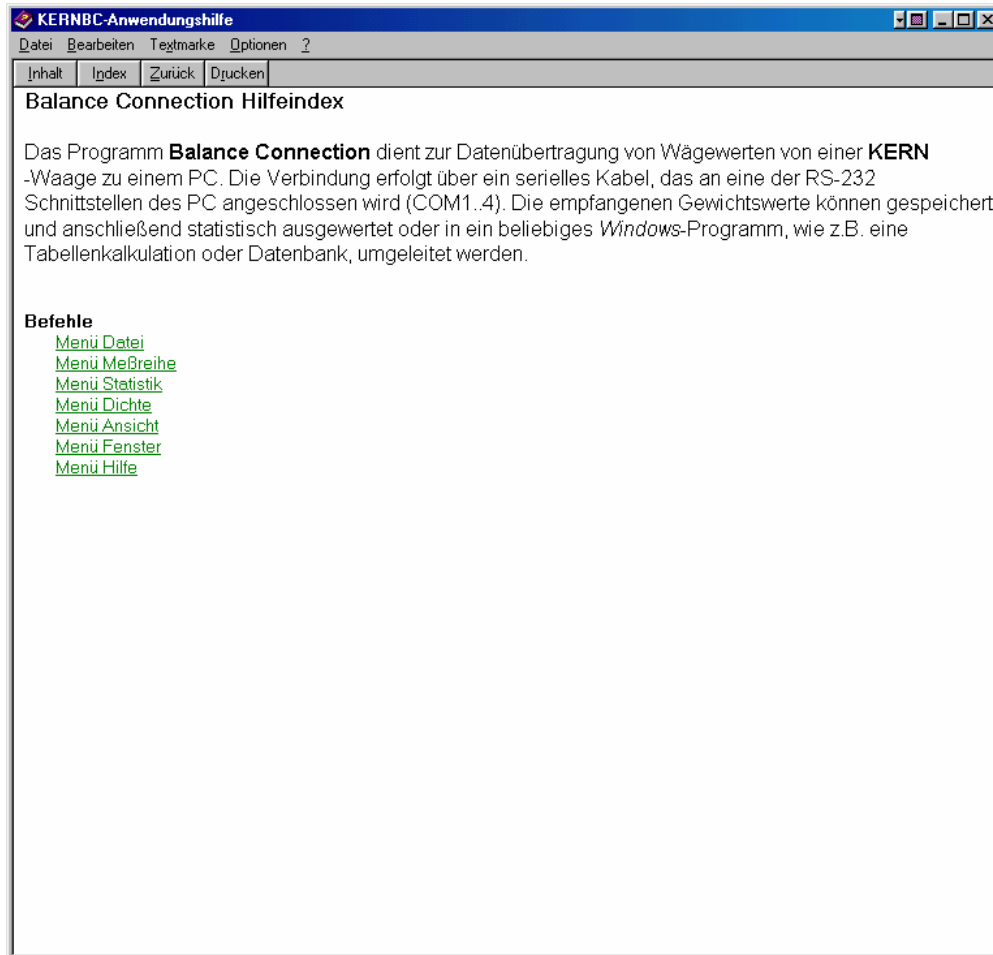 KERNBC-Anwendungshilfe
Datei Bearbeiten Textmarke Optionen ?
Inhalt Index Zurück Drucken
Balance Connection Hilfeindex
Das Programm Balance Connection dient zur Datenübertragung von Wägewerten von einer KERN
-Waage zu einem PC. Die Verbindung erfolgt über ein serielles Kabel, das an eine der RS-232
Schnittstellen des PC angeschlossen wird (COM1..4). Die empfangenen Gewichtswerte können gespeichert
und anschließend statistisch ausgewertet oder in ein beliebiges Windows-Programm, wie z.B. eine
Tabellenkalkulation oder Datenbank, umgeleitet werden.
Befehle
Menü Datei
Menü Meßreihe
Menü Statistik
Menü Dichte
Menü Ansicht
Menü Fenster
Menü Hilfe